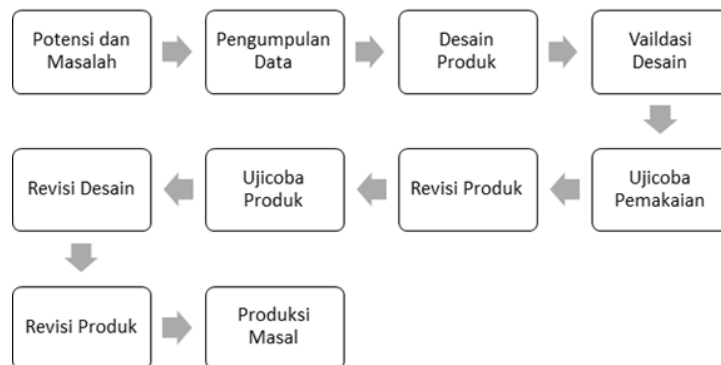 Potensi dan
Masalah
Pengumpulan
Data
Desain
Produk
Vaildasi
Desain
Ujicoba
Pemakaian
Revisi Produk
Ujicoba
Produk
Revisi Desain
Revisi Produk
Produksi
Masal